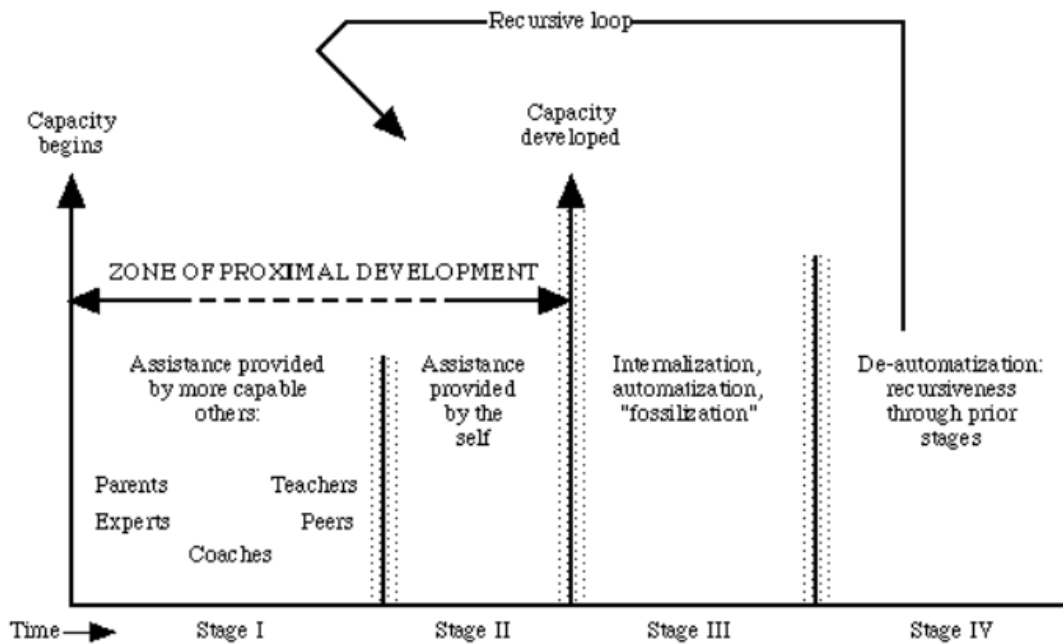 Recursive loop
Capacity
begins
Capacity
developed
ZONE OF PROXIMAL DEVELOPMENT
Assistance provided
by more capable
others:
Parents
Teachers
Experts
Peers
Coaches
Assistance
provided
by the
self
Internalization,
automatization,
"fossilization"
De-automatization:
recursiveness
through prior
stages
Time
Stage I
Stage II
Stage III
Stage IV